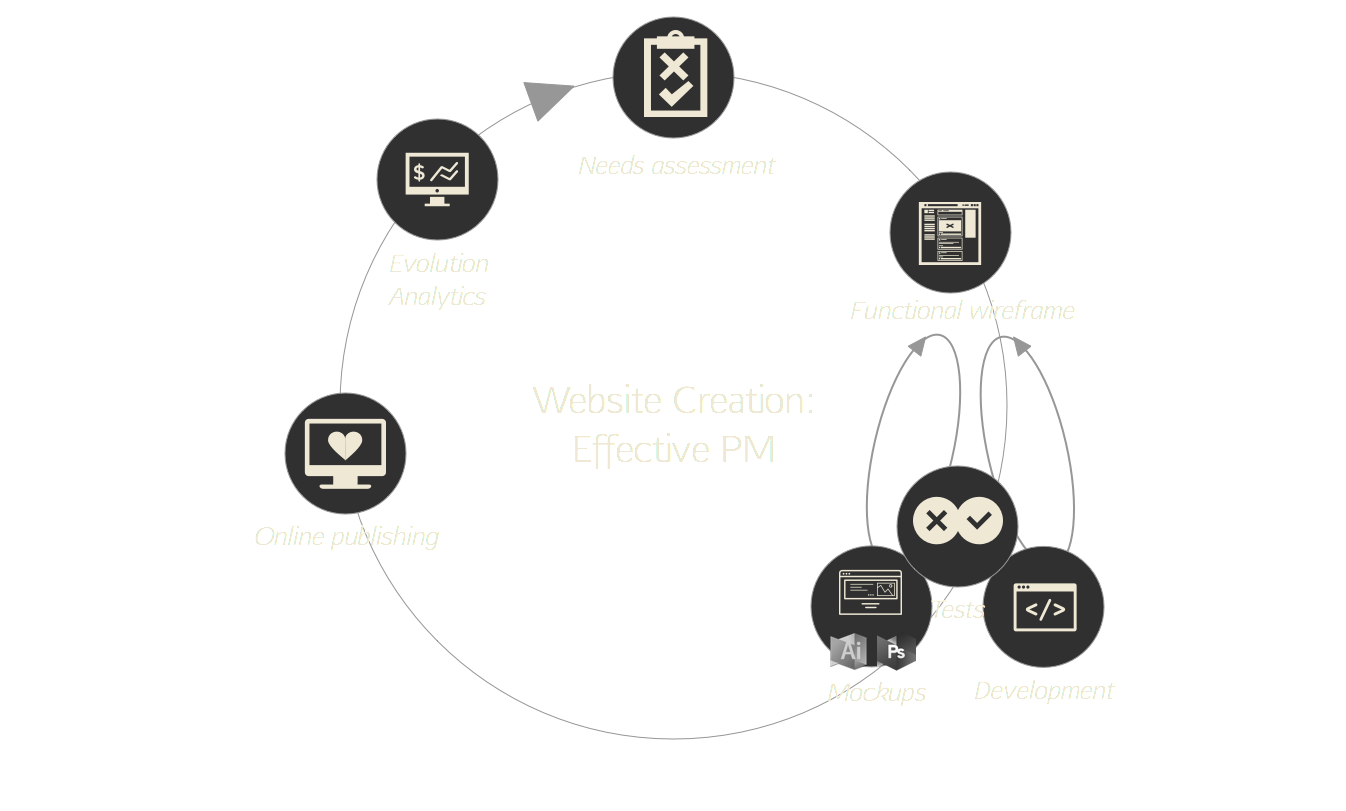 Needs assessment
$
Evolution
Analytics
Functional wireframe
Website Creation:
Effective PM
Online publishing
Tests
</>
Ai
Ps
Mockups
Development